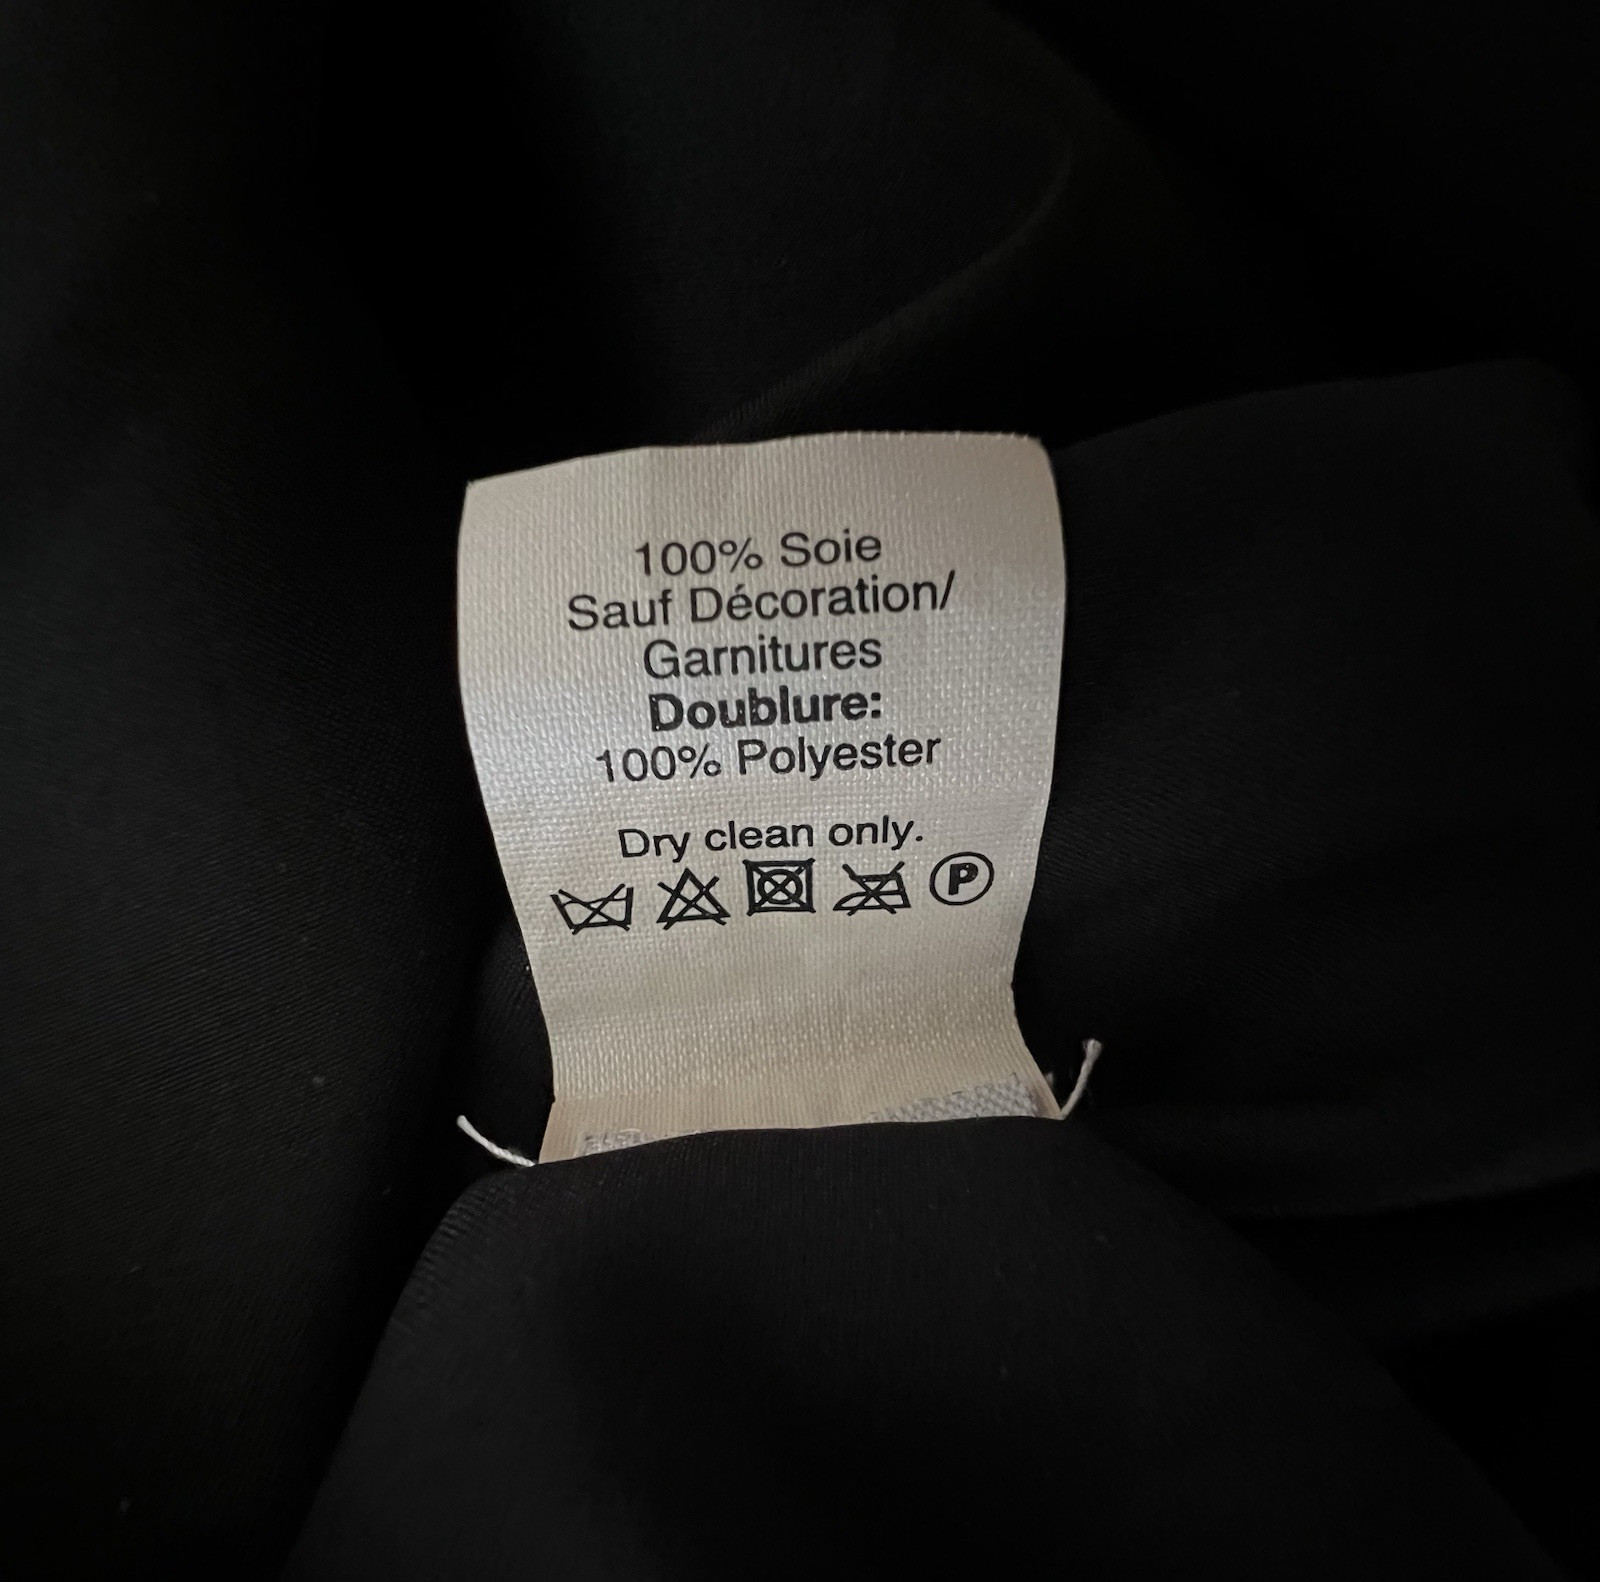 100% Soie
Sauf Décoration/
Garnitures
Doublure:
100% Polyester
Dry clean only.
P